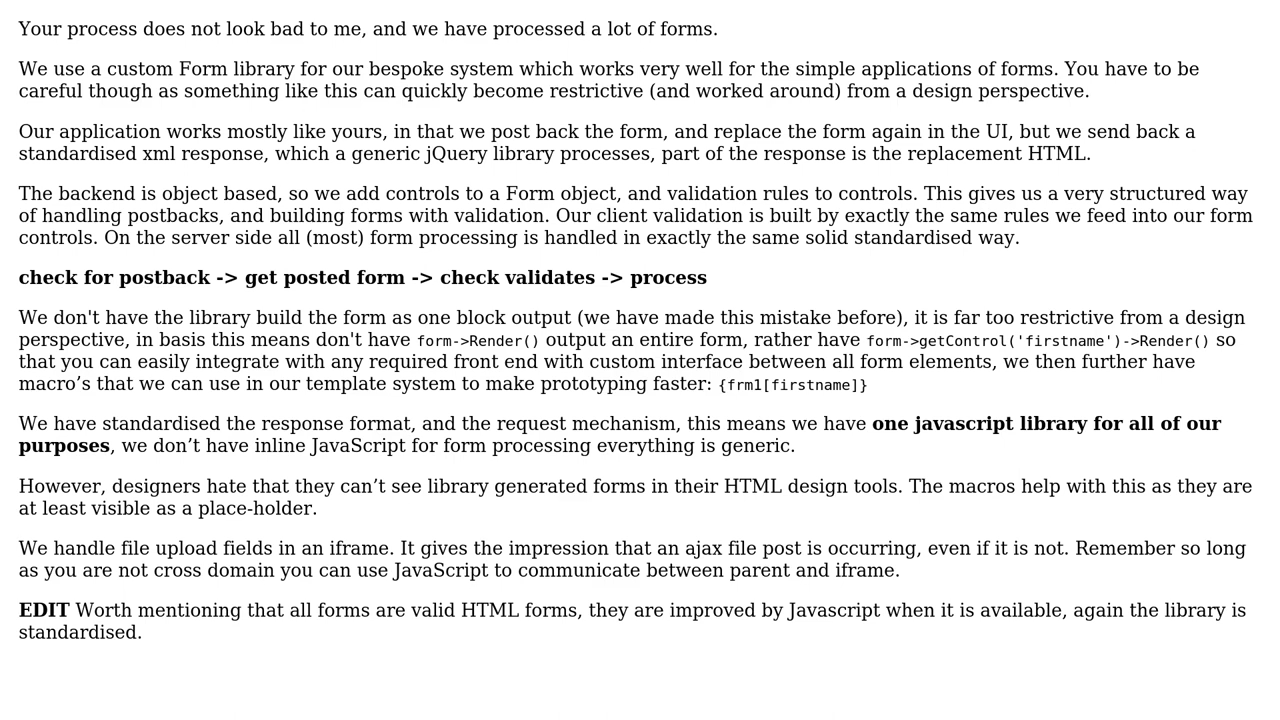 Your process does not look bad to me, and we have processed a lot of forms.
We use a custom Form library for our bespoke system which works very well for the simple applications of forms. You have to be
careful though as something like this can quickly become restrictive (and worked around) from a design perspective.
Our application works mostly like yours, in that we post back the form, and replace the form again in the UI, but we send back a
standardised xml response, which a generic jQuery library processes, part of the response is the replacement HTML.
The backend is object based, so we add controls to a Form object, and validation rules to controls. This gives us a very structured way
of handling postbacks, and building forms with validation. Our client validation is built by exactly the same rules we feed into our form
controls. On the server side all (most) form processing is handled in exactly the same solid standardised way.
check for postback -> get posted form -> check validates -> process
We don't have the library build the form as one block output (we have made this mistake before), it is far too restrictive from a design
perspective, in basis this means don't have form->Render() output an entire form, rather have form->getControl('firstname')->Render() so
that you can easily integrate with any required front end with custom interface between all form elements, we then further have
macro’s that we can use in our template system to make prototyping faster: {frm1[firstname]}
We have standardised the response format, and the request mechanism, this means we have one javascript library for all of our
purposes, we don’t have inline JavaScript for form processing everything is generic.
However, designers hate that they can’t see library generated forms in their HTML design tools. The macros help with this as they are
at least visible as a place-holder.
We handle file upload fields in an iframe. It gives the impression that an ajax file post is occurring, even if it is not. Remember so long
as you are not cross domain you can use JavaScript to communicate between parent and iframe.
EDIT Worth mentioning that all forms are valid HTML forms, they are improved by Javascript when it is available, again the library is
standardised.